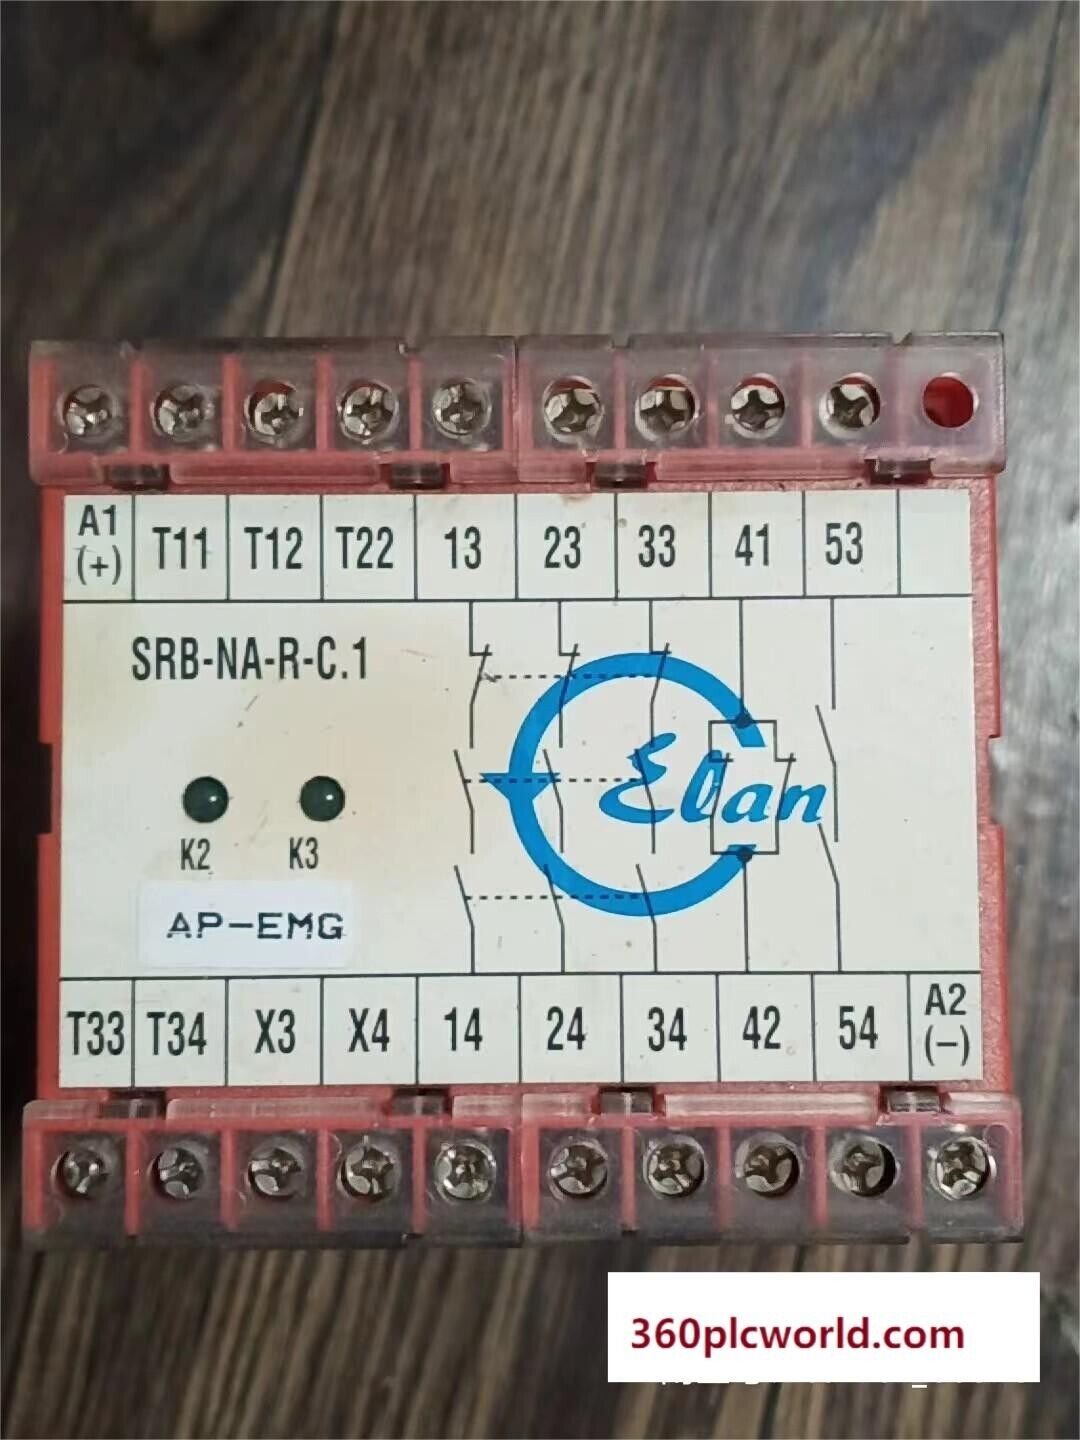 A1 T11 T12 T22 13 23 33 41 53
(+)
SRB-NA-R-C.1
Elan
K2 K3
AP-EMG
T33 T34 X3 X4 14 24 34 42 54 A2
(−)
360plcworld.com